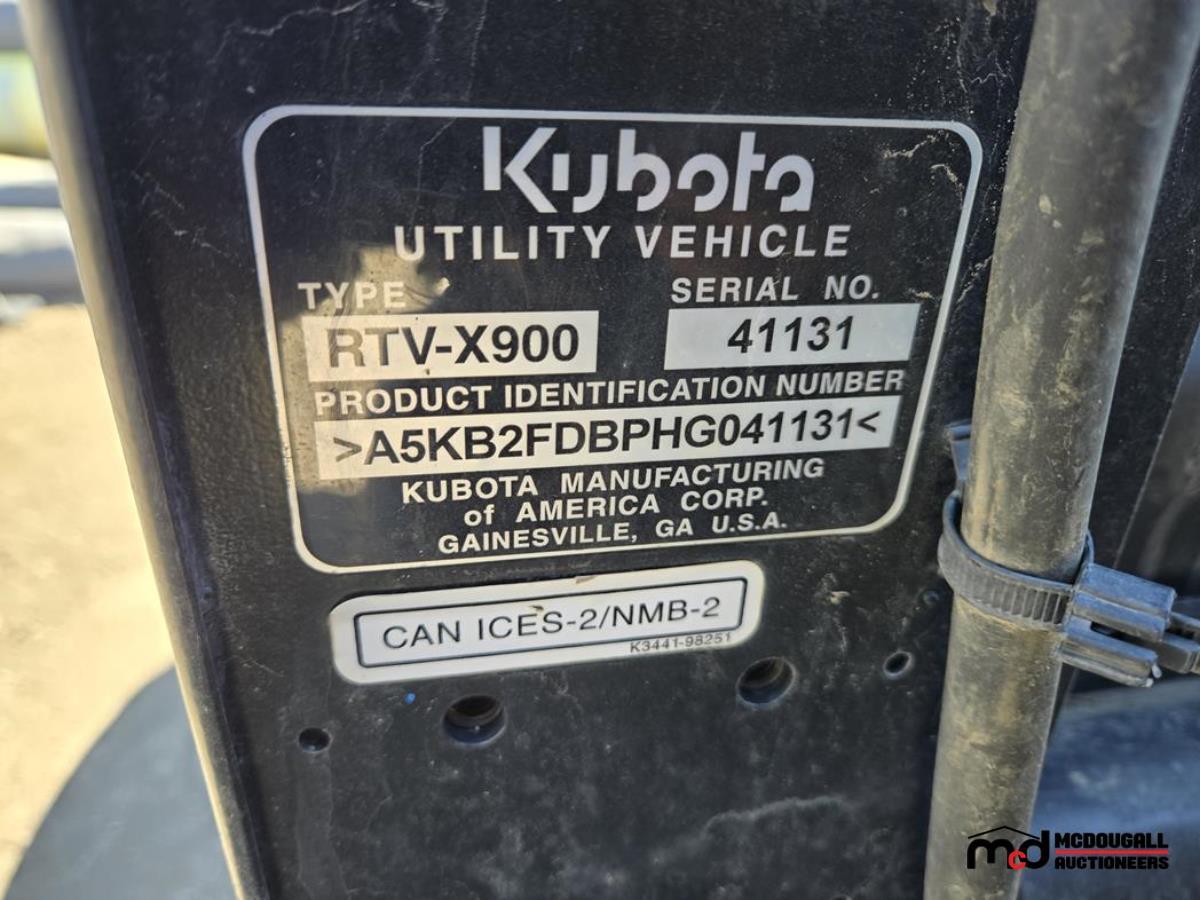 Kubota
UTILITY VEHICLE
TYPE SERIAL NO.
RTV-X900 41131
PRODUCT IDENTIFICATION NUMBER
>A5KB2FDBPHG041131<
KUBOTA MANUFACTURING
of AMERICA CORP.
GAINESVILLE, GA U.S.A.
CAN ICES-2/NMB-2
K3441-98251
mcd MCDOUGALL
AUCTIONEERS